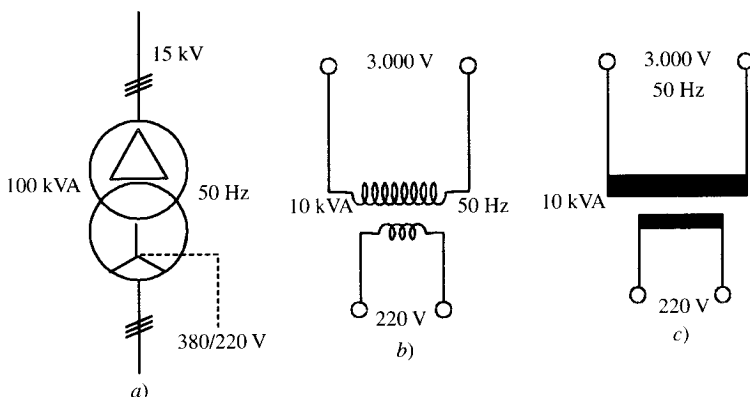 15 kV
100 kVA
50 Hz
380/220 V
a)
3.000 V
10 kVA
50 Hz
220 V
b)
3.000 V
50 Hz
10 kVA
220 V
c)